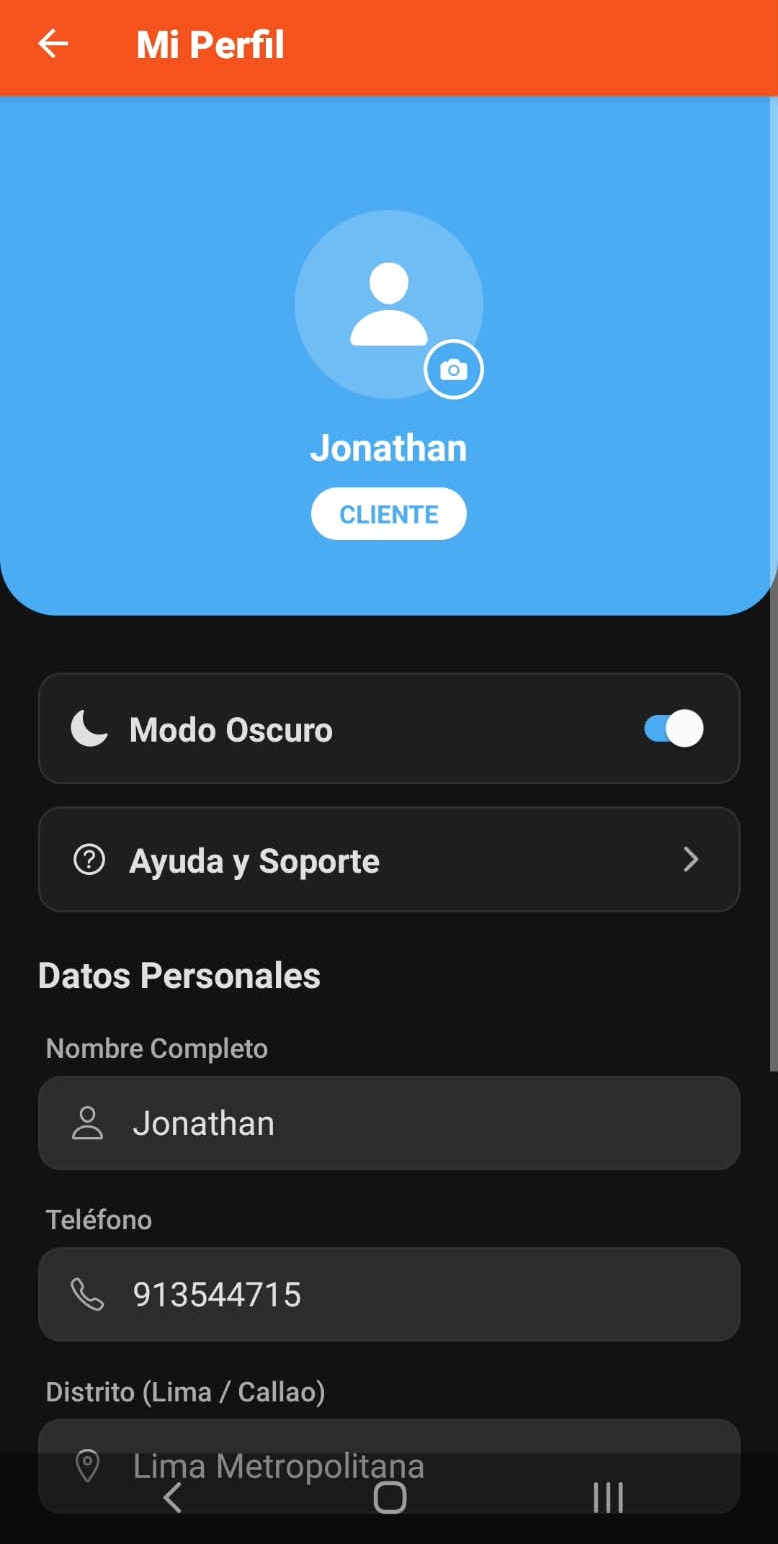 Mi Perfil
Jonathan
CLIENTE
Modo Oscuro
Ayuda y Soporte
Datos Personales
Nombre Completo
Jonathan
Teléfono
913544715
Distrito (Lima / Callao)
Lima Metropolitana